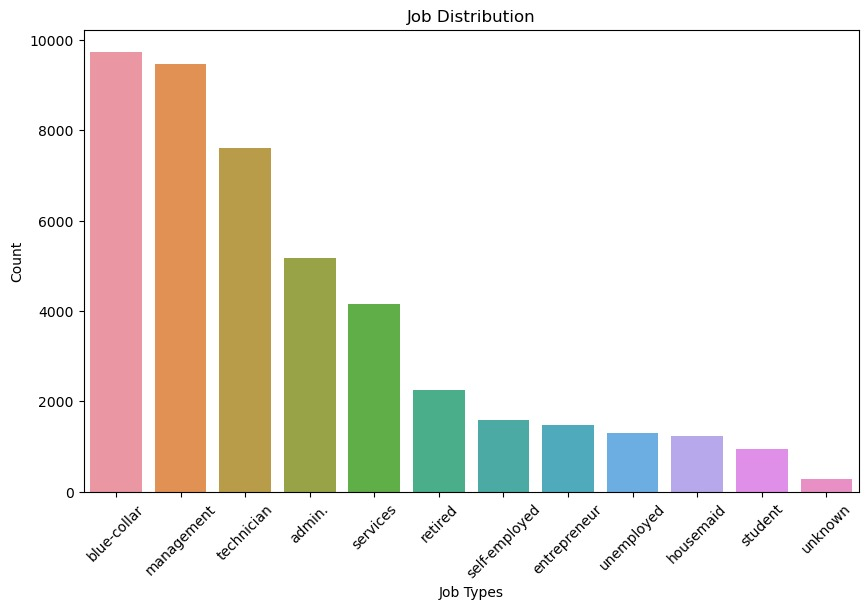 Job Distribution
10000
8000
6000
4000
2000
0
Count
blue-collar
management
technician
admin.
services
retired
self-employed
entrepreneur
unemployed
housemaid
student
unknown
Job Types